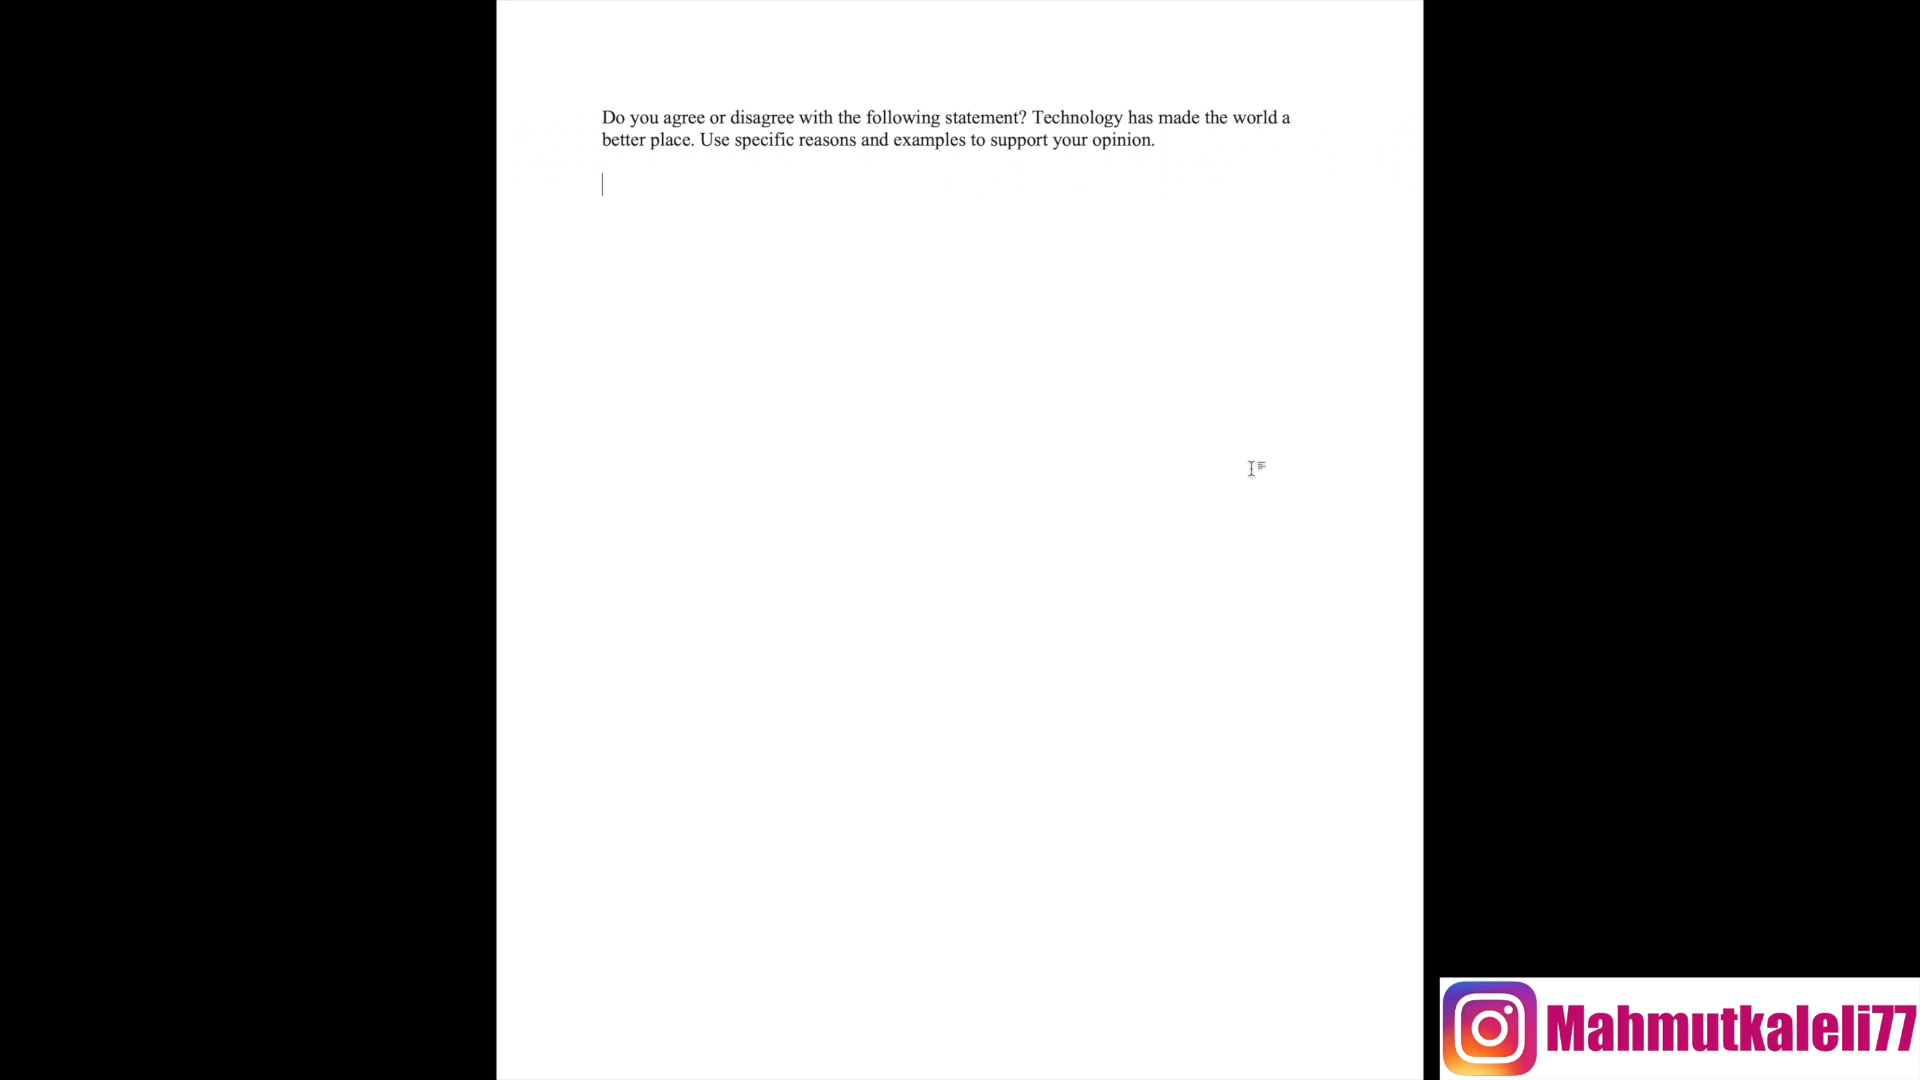 Do you agree or disagree with the following statement? Technology has made the world a
better place. Use specific reasons and examples to support your opinion.
Mahmutkaleli77